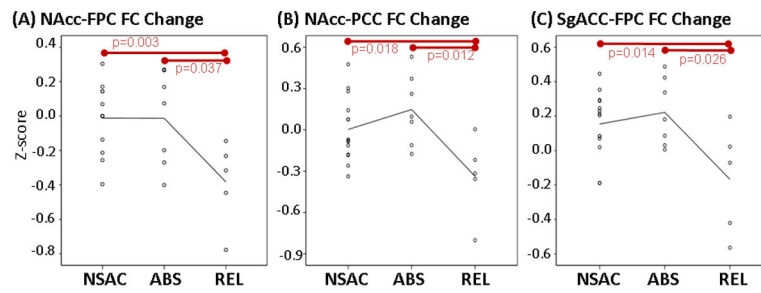 (A) NAcc-FPC FC Change
(B) NAcc-PCC FC Change
(C) SgACC-FPC FC Change
Z-score
0.4
0.2
0.0
-0.2
-0.4
-0.6
-0.8
p=0.003
p=0.037
NSAC ABS REL
0.6
0.3
0.0
-0.3
-0.6
-0.9
p=0.018
p=0.012
NSAC ABS REL
0.6
0.4
0.2
0.0
-0.2
-0.4
-0.6
p=0.014
p=0.026
NSAC ABS REL